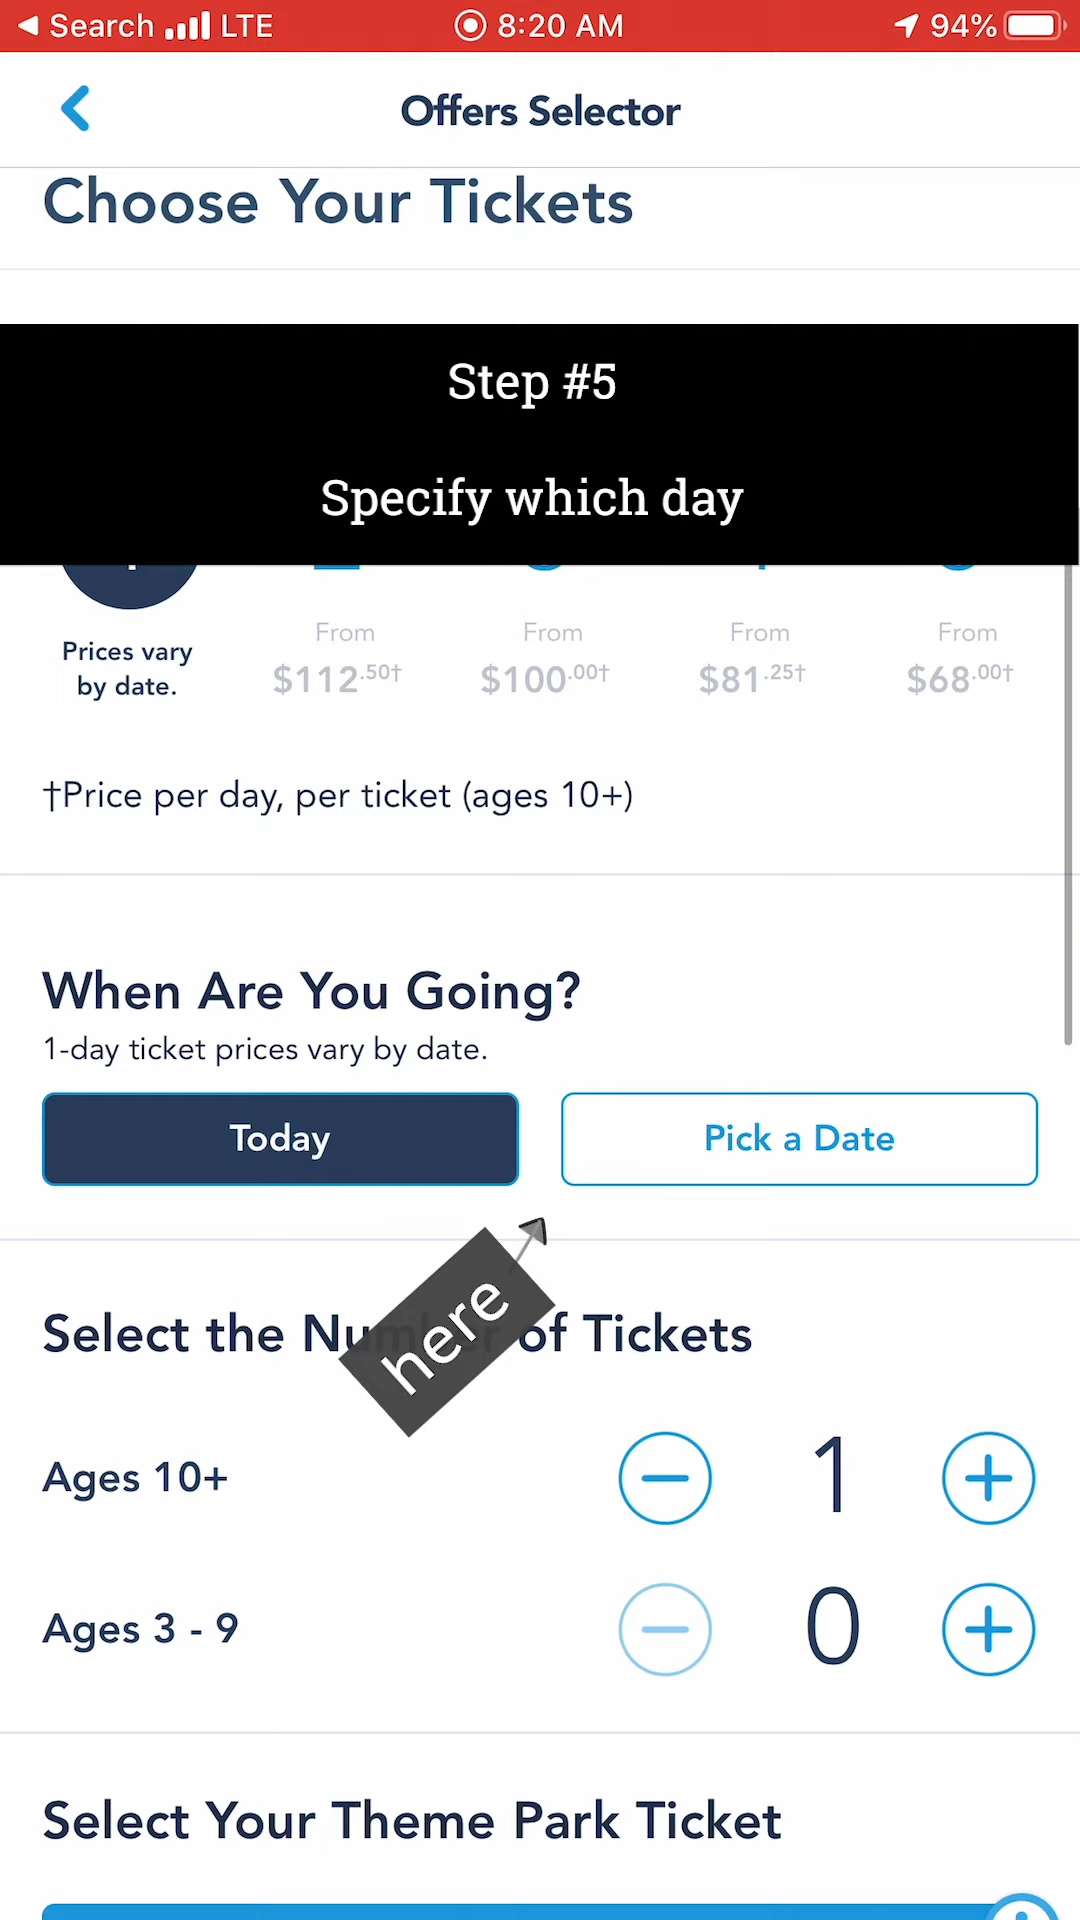 Search LTE 8:20 AM 94%
Offers Selector
Choose Your Tickets
Step #5
Specify which day
Prices vary
by date.
From From From From
$112.50† $100.00† $81.25† $68.00†
†Price per day, per ticket (ages 10+)
When Are You Going?
1-day ticket prices vary by date.
Today Pick a Date
here
Select the Number of Tickets
Ages 10+ 1
Ages 3 - 9 0
Select Your Theme Park Ticket